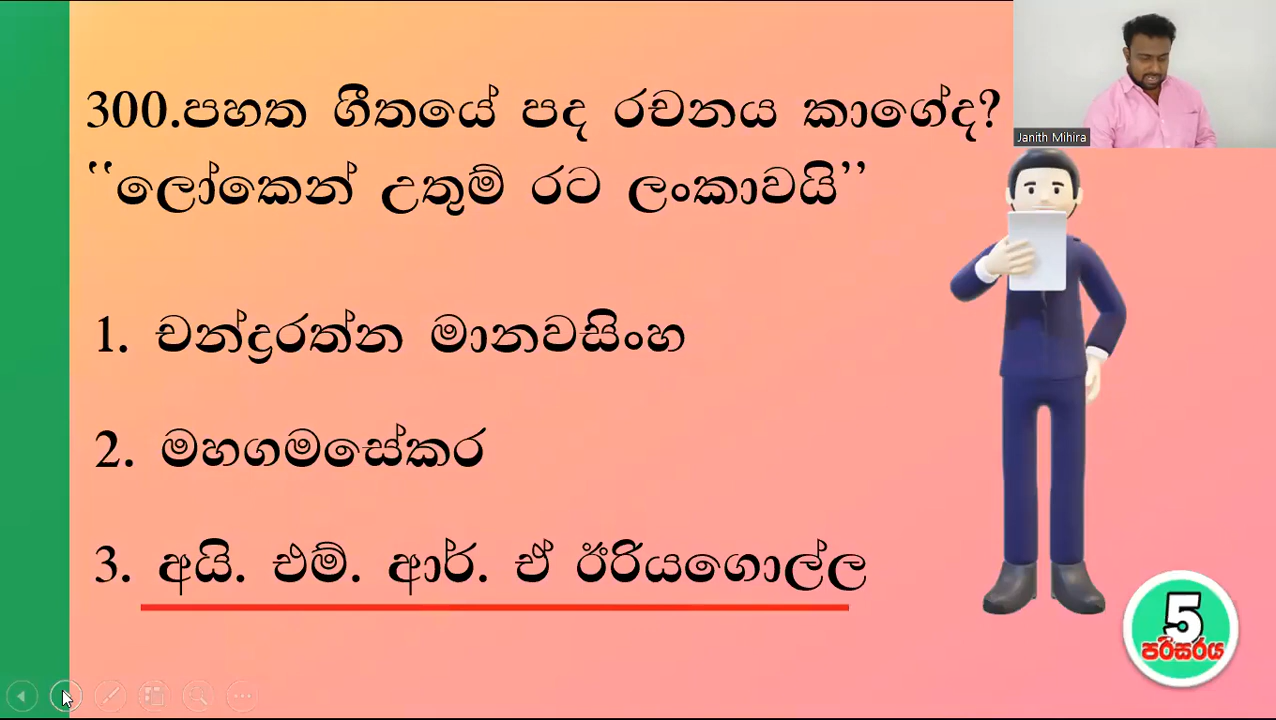 300.පහත ගීතයේ පද රචනය කාගේද?
‘‘ලෝකෙන් උතුම් රට ලංකාවයි’’
1. චන්ද්‍රරත්න මානවසිංහ
2. මහගමසේකර
3. අයි. එම්. ආර්. ඒ ඊරියගොල්ල
Janith Mihira
5
පරිසරය